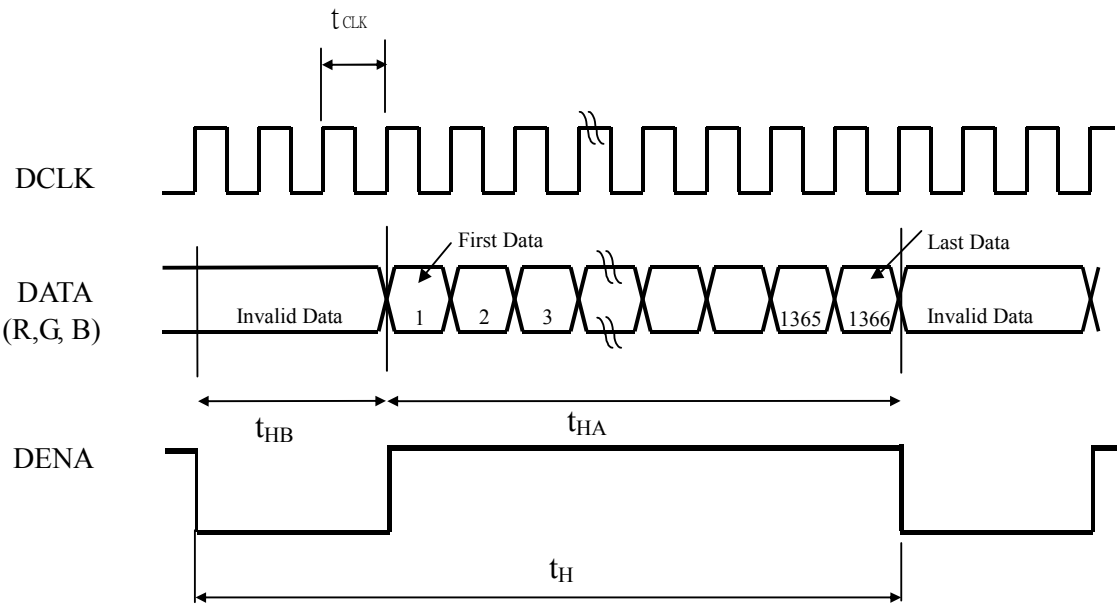 t CLK
DCLK
First Data
Last Data
DATA
(R,G, B)
Invalid Data
1
2
3
1365
1366
Invalid Data
tHB
tHA
DENA
tH